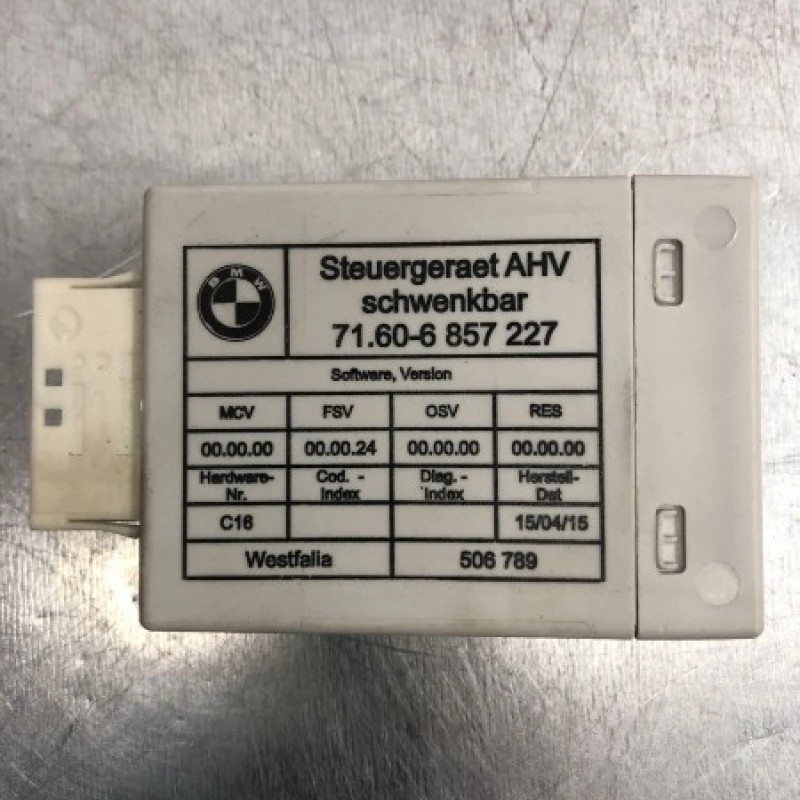 BMW
Steuergeraet AHV
schwenkbar
71.60-6 857 227
Software, Version
MCV FSV OSV RES
00.00.00 00.00.24 00.00.00 00.00.00
Hardware- Cod. - Diag. - Herstell-
Nr. Index Index Dat
C16 15/04/15
Westfalia 506 789